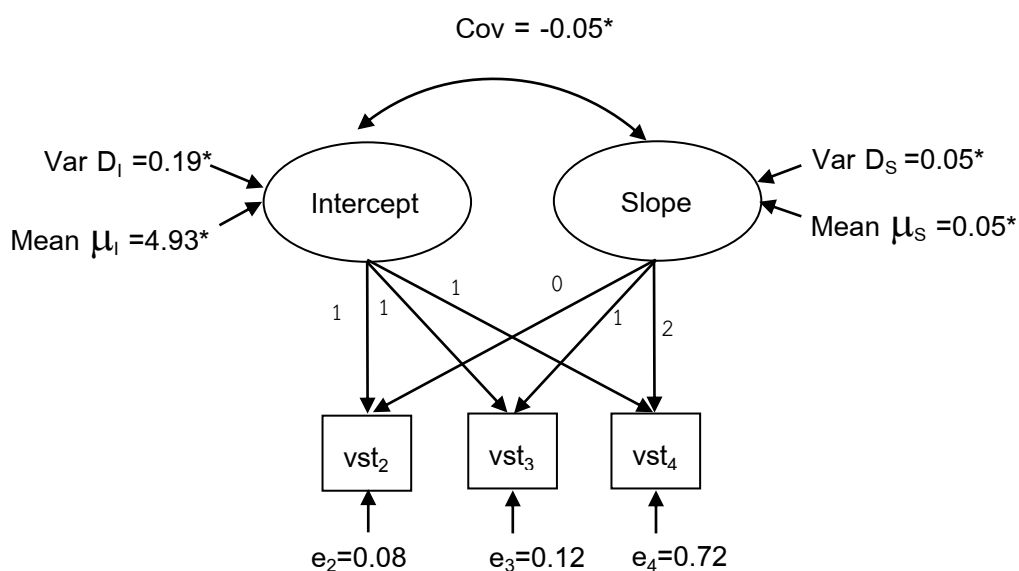 Cov = -0.05*
Var D_I =0.19*
Var D_S =0.05*
Intercept
Slope
Mean μ_I =4.93*
Mean μ_S =0.05*
1
1
1
0
1
2
vst₂
vst₃
vst₄
e₂=0.08
e₃=0.12
e₄=0.72